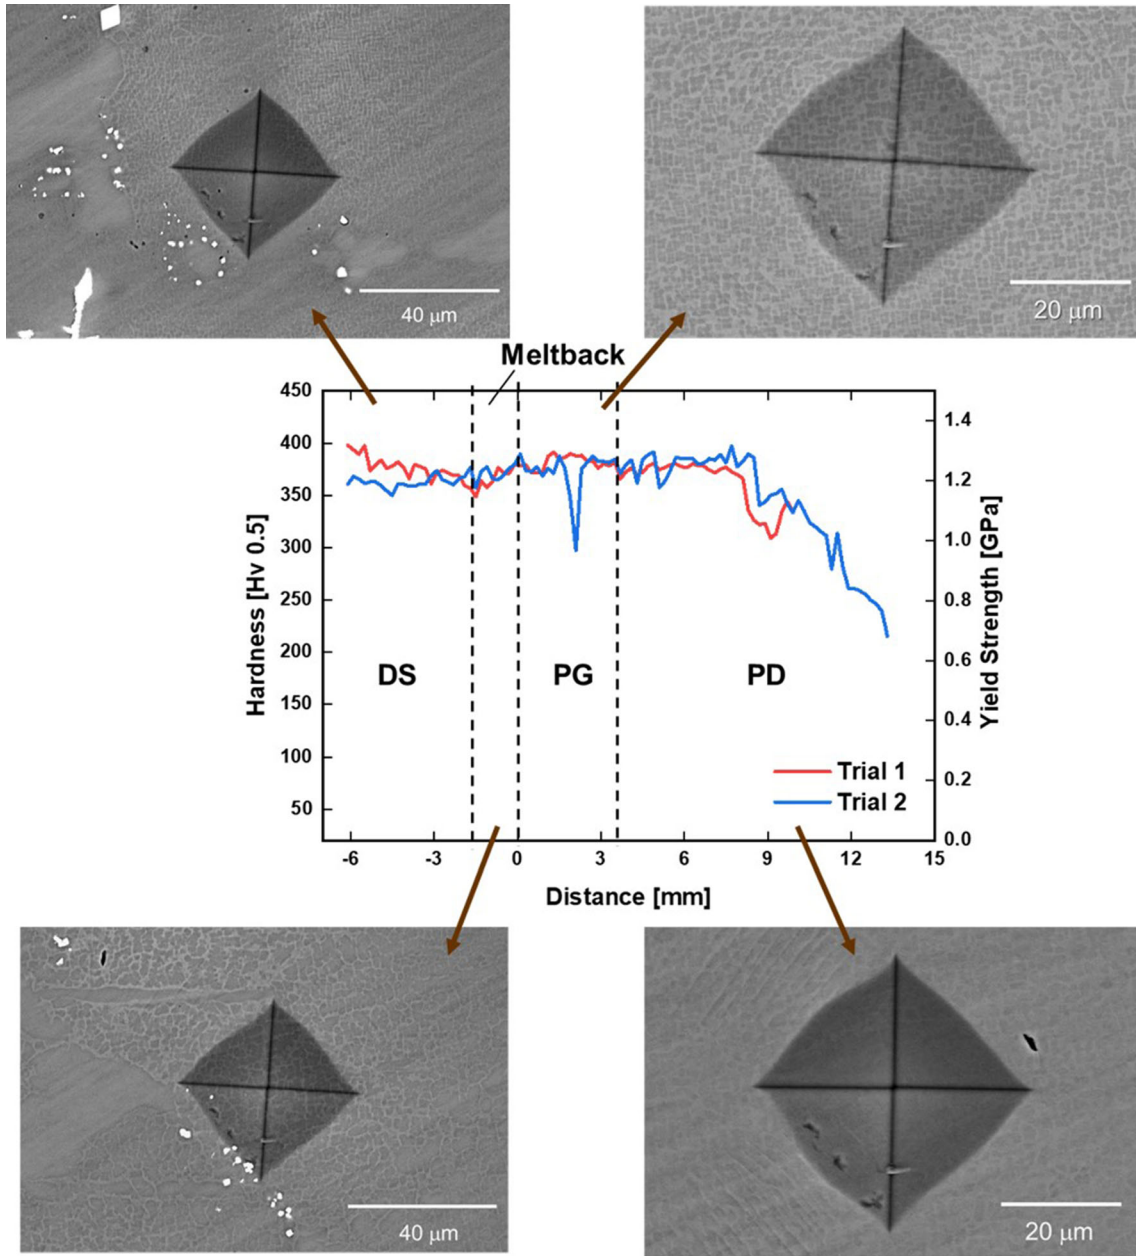 40 μm
20 μm
Meltback
450
400
350
300
250
200
150
100
50
Hardness [Hv 0.5]
1.4
1.2
1.0
0.8
0.6
0.4
0.2
0.0
Yield Strength [GPa]
DS
PG
PD
Trial 1
Trial 2
-6 -3 0 3 6 9 12 15
Distance [mm]
40 μm
20 μm